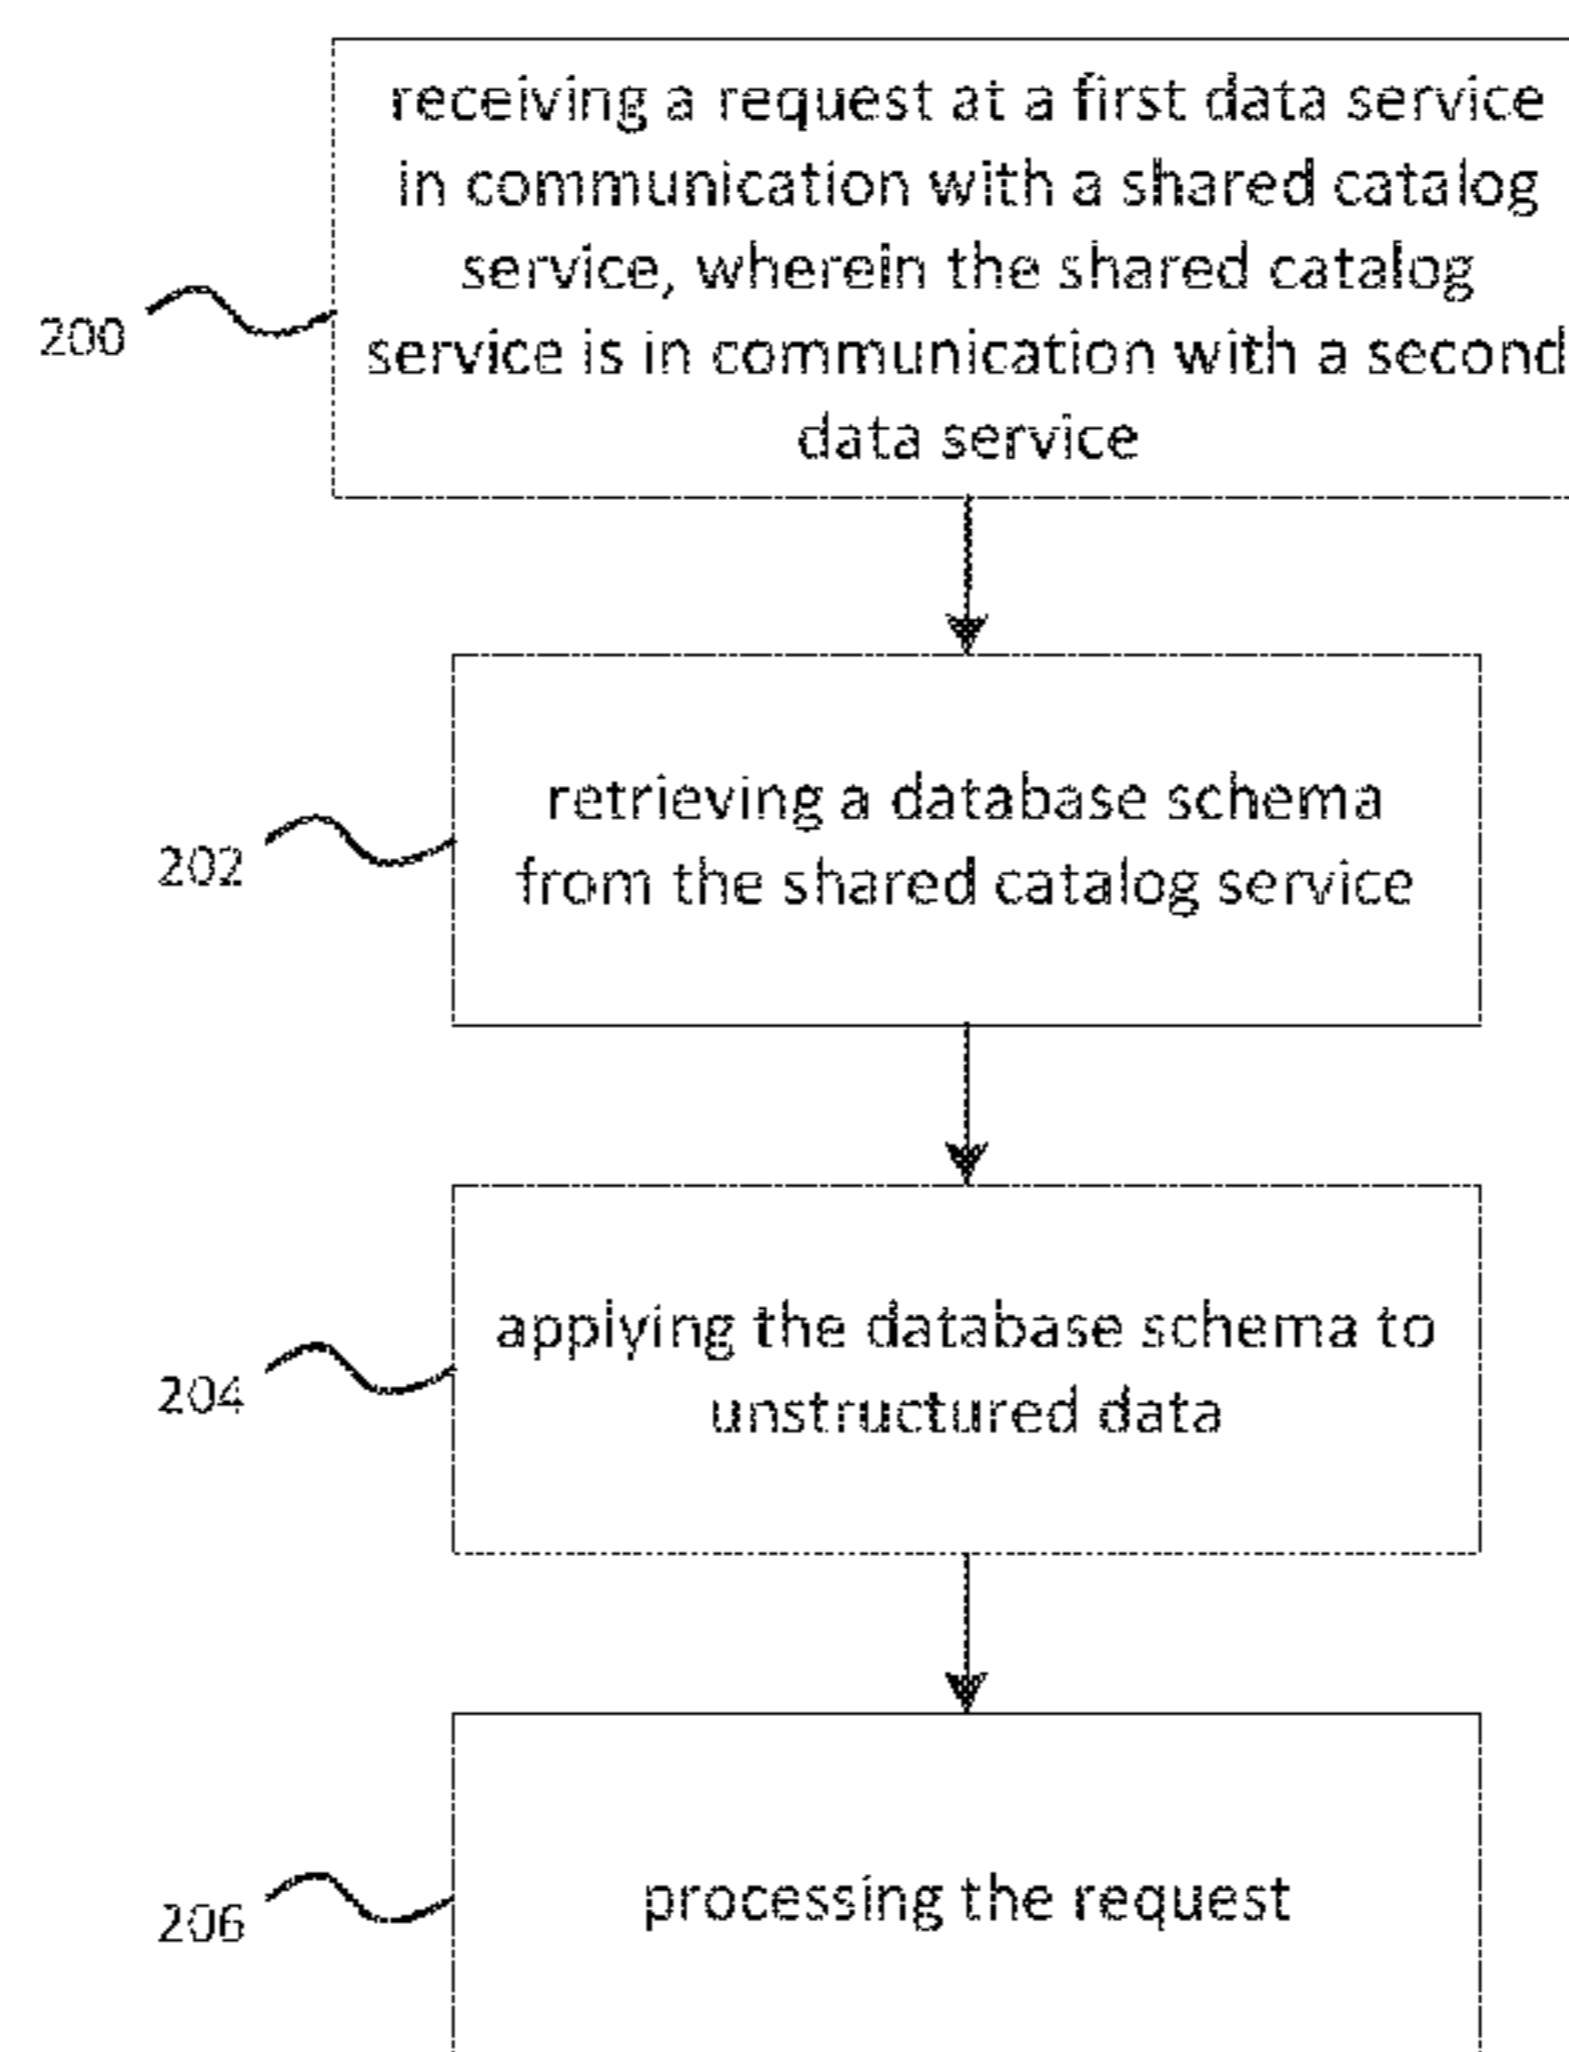 receiving a request at a first data service
in communication with a shared catalog
service, wherein the shared catalog
service is in communication with a second
data service
200
retrieving a database schema
from the shared catalog service
202
applying the database schema to
unstructured data
204
processing the request
206